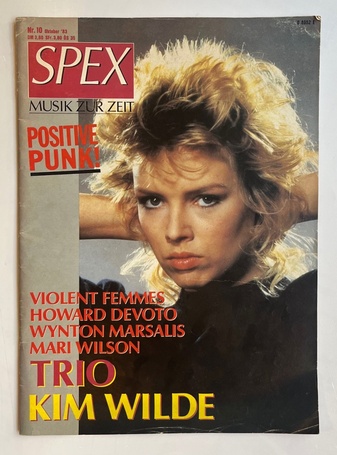 Nr. 10 Oktober '83
SPEX
MUSIK ZUR ZEIT
POSITIVE
PUNK!
VIOLENT FEMMES
HOWARD DEVOTO
WYNTON MARSALIS
MARI WILSON
TRIO
KIM WILDE